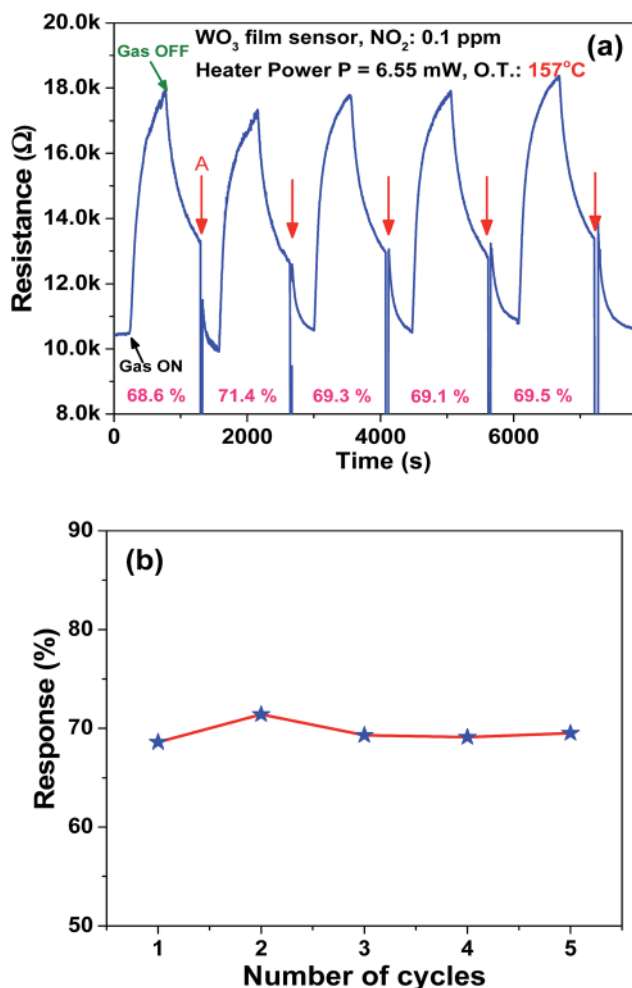 20.0k
18.0k
16.0k
14.0k
12.0k
10.0k
8.0k
Resistance (Ω)
Gas OFF
WO₃ film sensor, NO₂: 0.1 ppm (a)
Heater Power P = 6.55 mW, O.T.: 157°C
A
Gas ON
68.6 % 71.4 % 69.3 % 69.1 % 69.5 %
0 2000 4000 6000
Time (s)
(b)
90
80
70
60
50
Response (%)
1 2 3 4 5
Number of cycles